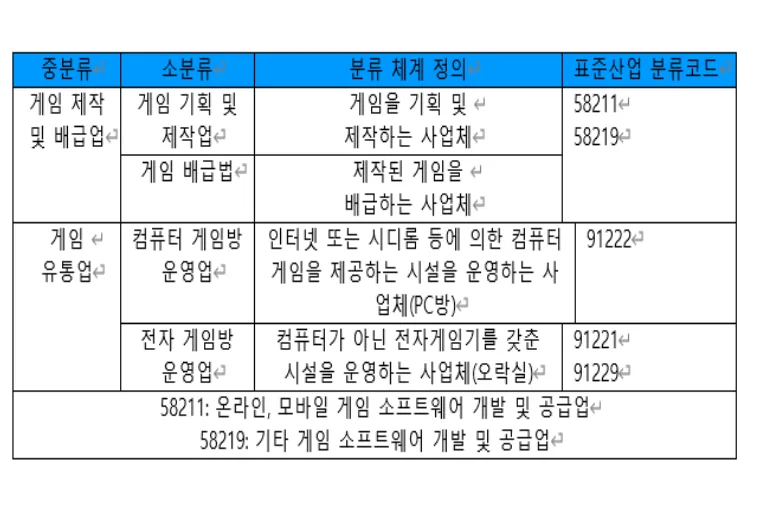 중분류 소분류 분류 체계 정의 표준산업 분류코드
게임 제작 게임 기획 및 게임을 기획 및 58211
및 배급업 제작업 제작하는 사업체 58219
게임 배급법 제작된 게임을
배급하는 사업체
게임 컴퓨터 게임방 인터넷 또는 시디롬 등에 의한 컴퓨터 91222
유통업 운영업 게임을 제공하는 시설을 운영하는 사
업체(PC방)
전자 게임방 컴퓨터가 아닌 전자게임기를 갖춘 91221
운영업 시설을 운영하는 사업체(오락실) 91229
58211: 온라인, 모바일 게임 소프트웨어 개발 및 공급업
58219: 기타 게임 소프트웨어 개발 및 공급업